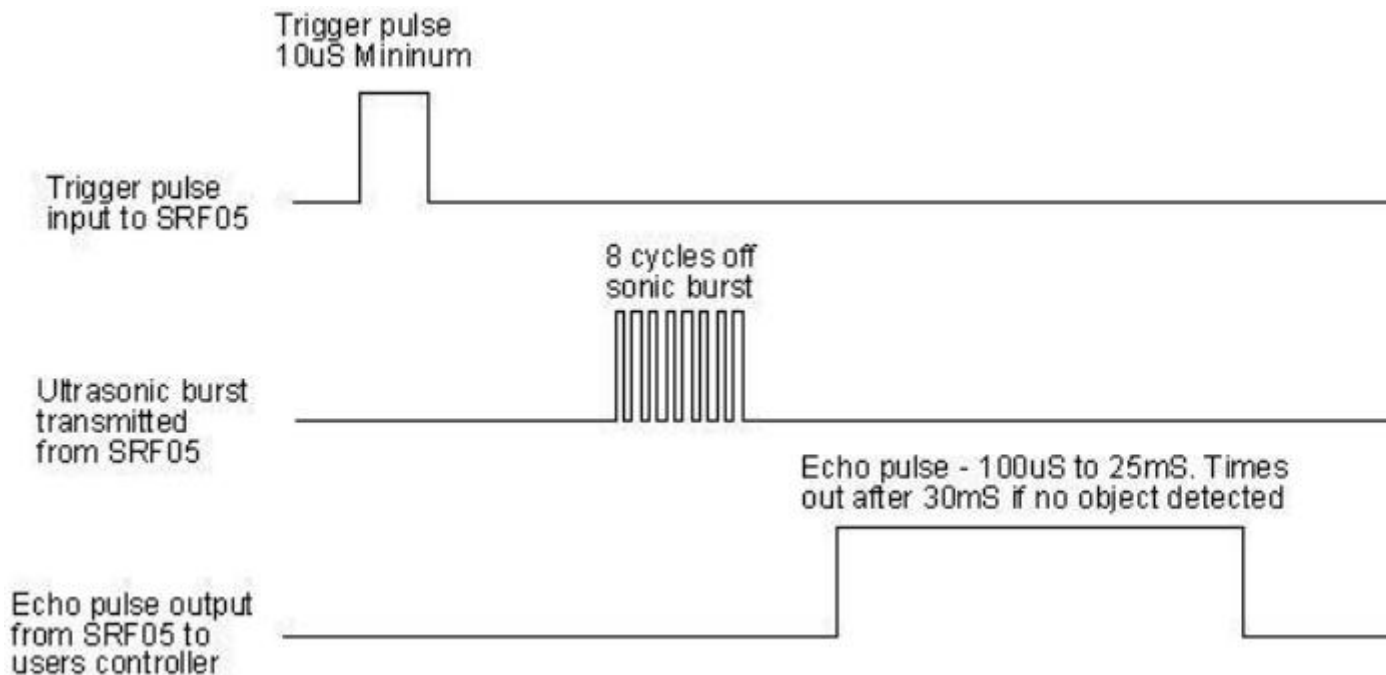 Trigger pulse
10uS Mininum
Trigger pulse
input to SRF05
8 cycles off
sonic burst
Ultrasonic burst
transmitted
from SRF05
Echo pulse - 100uS to 25mS. Times
out after 30mS if no object detected
Echo pulse output
from SRF05 to
users controller